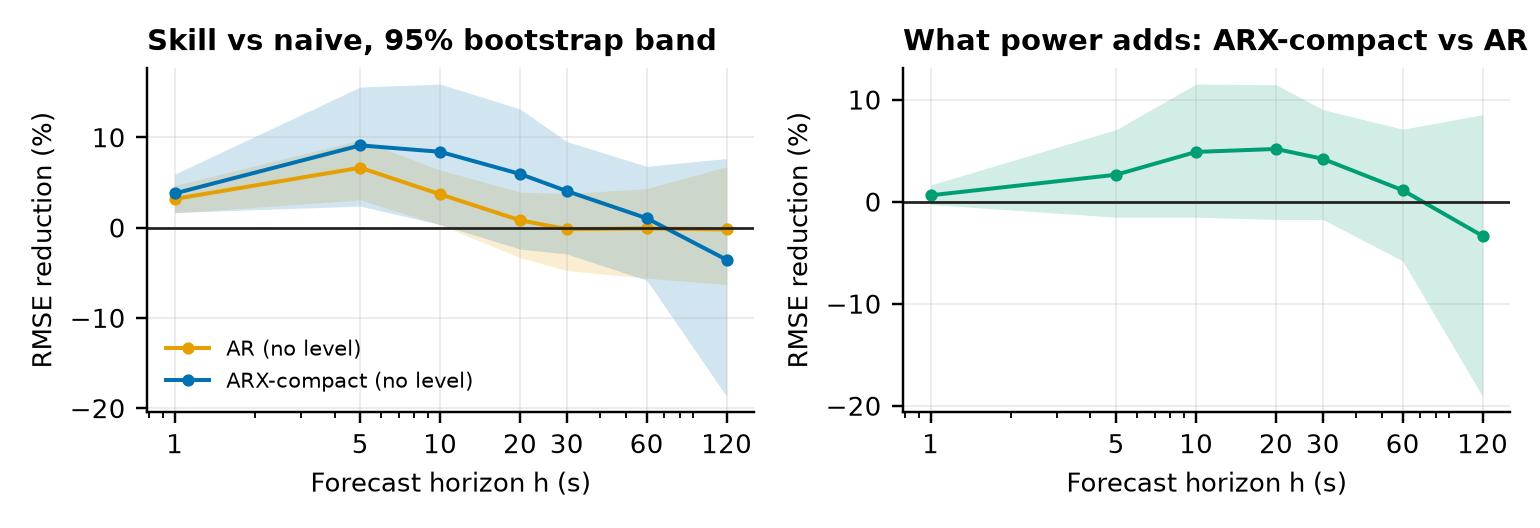 Skill vs naive, 95% bootstrap band
RMSE reduction (%)
10
0
−10
−20
AR (no level)
ARX-compact (no level)
1 5 10 20 30 60 120
Forecast horizon h (s)
What power adds: ARX-compact vs AR
RMSE reduction (%)
10
0
−10
−20
1 5 10 20 30 60 120
Forecast horizon h (s)